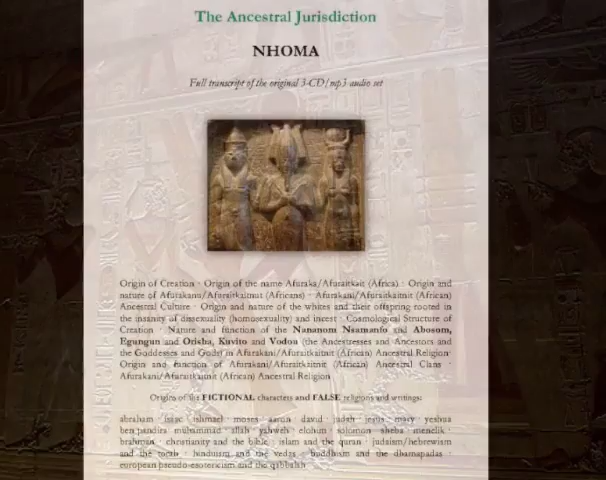 The Ancestral Jurisdiction
NHOMA
Full transcript of the original 3-CD/mp3 audio set
Origin of Creation · Origin of the name Afuraka/Afuraitkait (Africa) · Origin and
nature of Afurakanu/Afuraitkaitnut (Africans) · Afurakani/Afuraitkaitnit (African)
Ancestral Culture · Origin and nature of the whites and their offspring rooted in
the insanity of dissexuality (homosexuality) and incest · Cosmological Structure of
Creation · Nature and function of the Nananom Nsamanfo and Abosom,
Egungun and Orisha, Kuvito and Vodou (the Ancestresses and Ancestors and
the Goddesses and Gods) in Afurakani/Afuraitkaitnit (African) Ancestral Religion·
Origin and function of Afurakani/Afuraitkaitnit (African) Ancestral Clans ·
Afurakani/Afuraitkaitnit (African) Ancestral Religion
Origins of the FICTIONAL characters and FALSE religions and writings:
abraham · isaac · ishmael · moses · aaron · david · judah · jesus · mary · yeshua
ben pandira · muhammad · allah · yahweh · elohim · solomon · sheba · menelik ·
brahman · christianity and the bible · islam and the quran · judaism/hebrewism
and the torah · hinduism and the vedas · buddhism and the dhamapadas ·
european pseudo-esotericism and the qabbalah